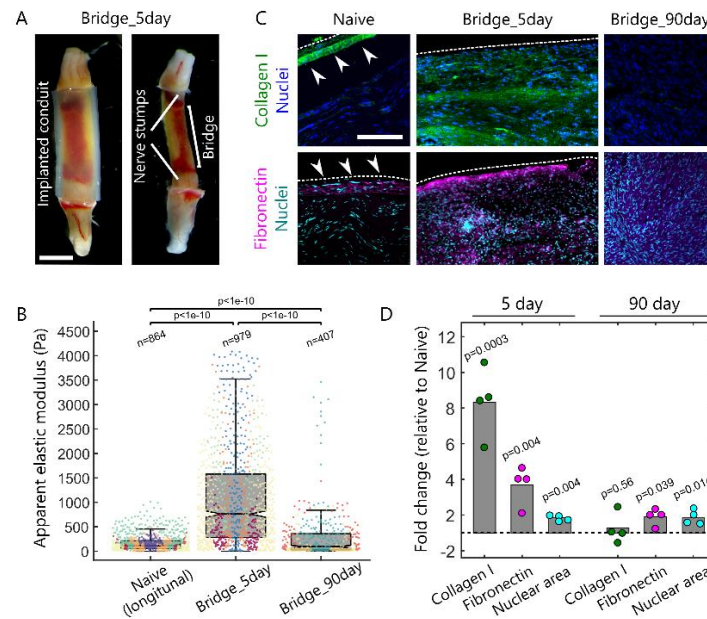 A
Bridge_5day
Implanted conduit
Nerve stumps
Bridge
C
Naive
Bridge_5day
Bridge_90day
Collagen I
Nuclei
Fibronectin
Nuclei
B
p<1e-10
p<1e-10
p<1e-10
n=864
n=979
n=407
Apparent elastic modulus (Pa)
4500
4000
3500
3000
2500
2000
1500
1000
500
0
Naive
(longitunal)
Bridge_5day
Bridge_90day
D
5 day
90 day
Fold change (relative to Naive)
12
10
8
6
4
2
-2
p=0.0003
p=0.004
p=0.004
p=0.56
p=0.039
Collagen I
Fibronectin
Nuclear area
Collagen I
Fibronectin
Nuclear area